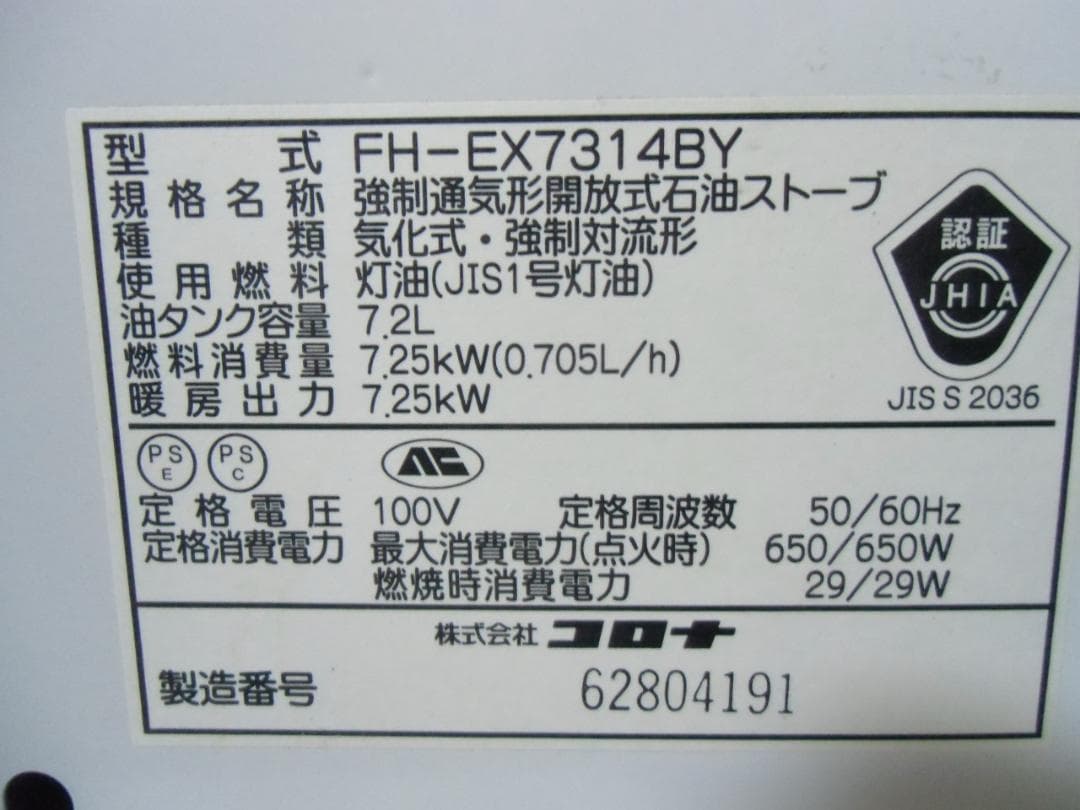 型式 FH-EX7314BY
規格名称 強制通気形開放式石油ストーブ
種類 気化式・強制対流形
使用燃料 灯油(JIS1号灯油)
油タンク容量 7.2L
燃料消費量 7.25kW(0.705L/h)
暖房出力 7.25kW
認証
JHIA
JIS S 2036
PS E PS C
定格電圧 100V 定格周波数 50/60Hz
定格消費電力 最大消費電力(点火時) 650/650W
燃焼時消費電力 29/29W
株式会社 コロナ
製造番号 62804191